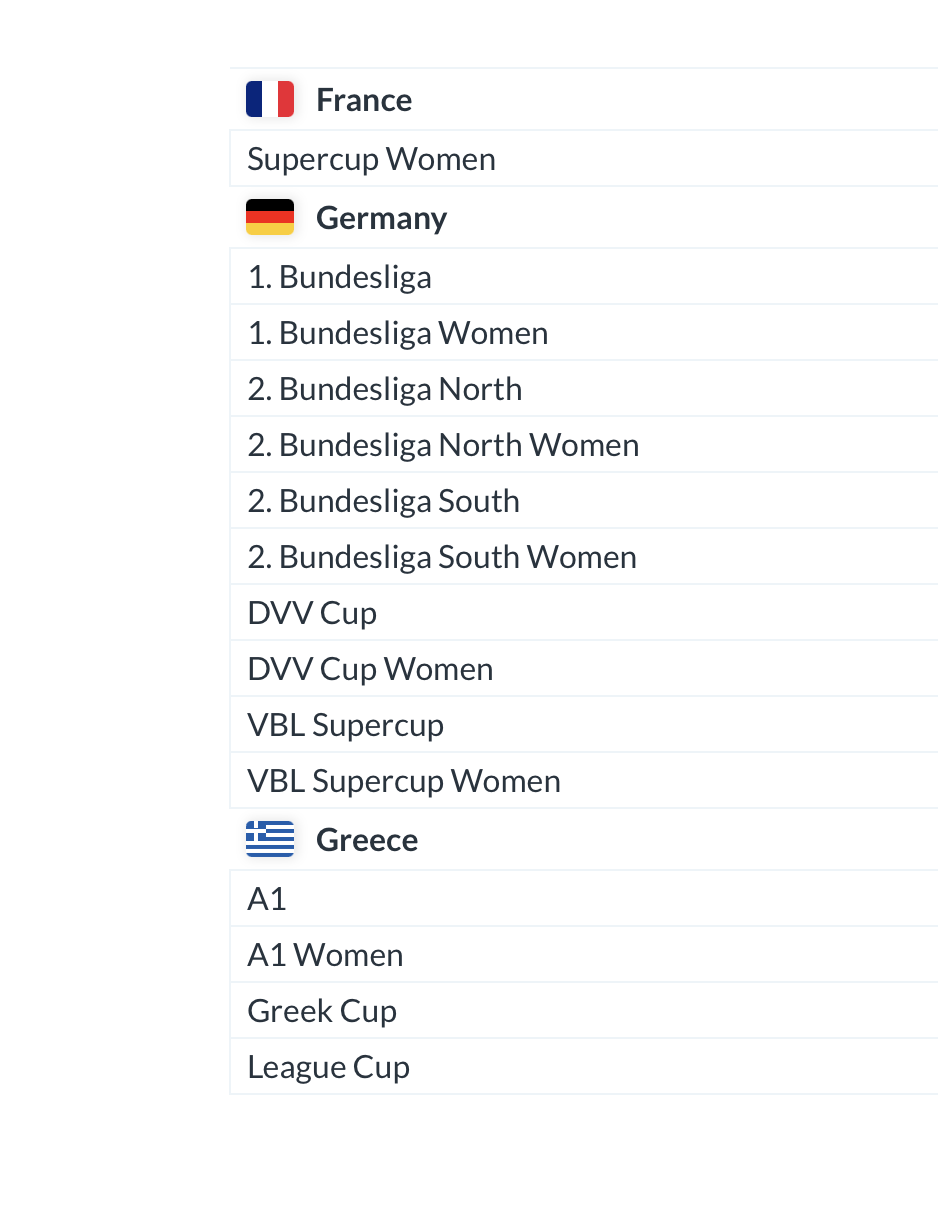 France
Supercup Women
Germany
1. Bundesliga
1. Bundesliga Women
2. Bundesliga North
2. Bundesliga North Women
2. Bundesliga South
2. Bundesliga South Women
DVV Cup
DVV Cup Women
VBL Supercup
VBL Supercup Women
Greece
A1
A1 Women
Greek Cup
League Cup